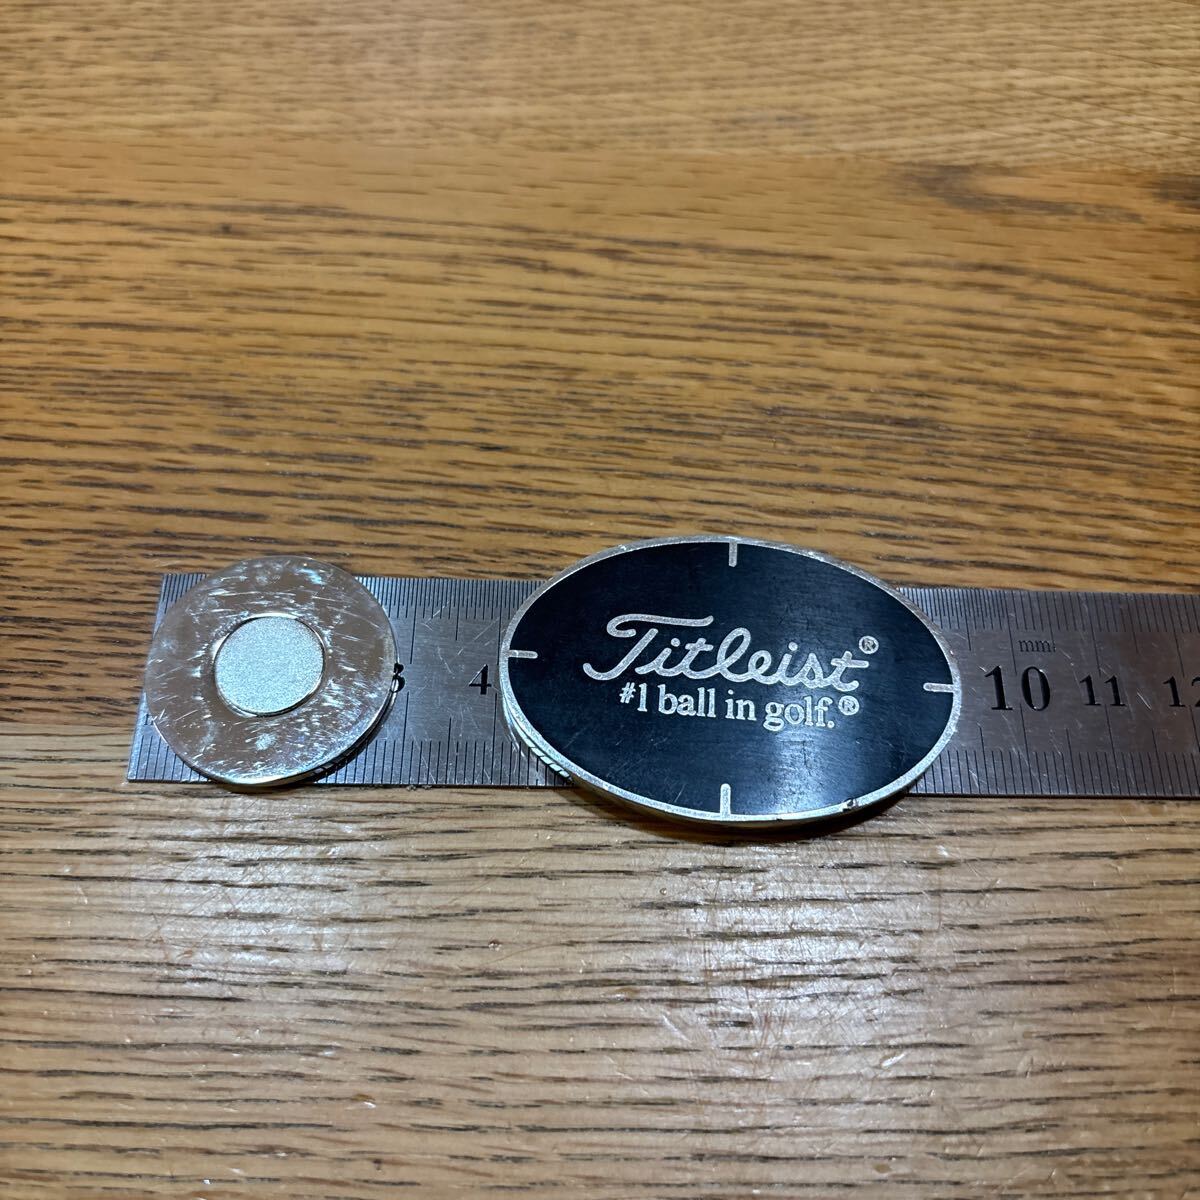 Titleist®
#1 ball in golf.®
3 4 10 11 12
mm